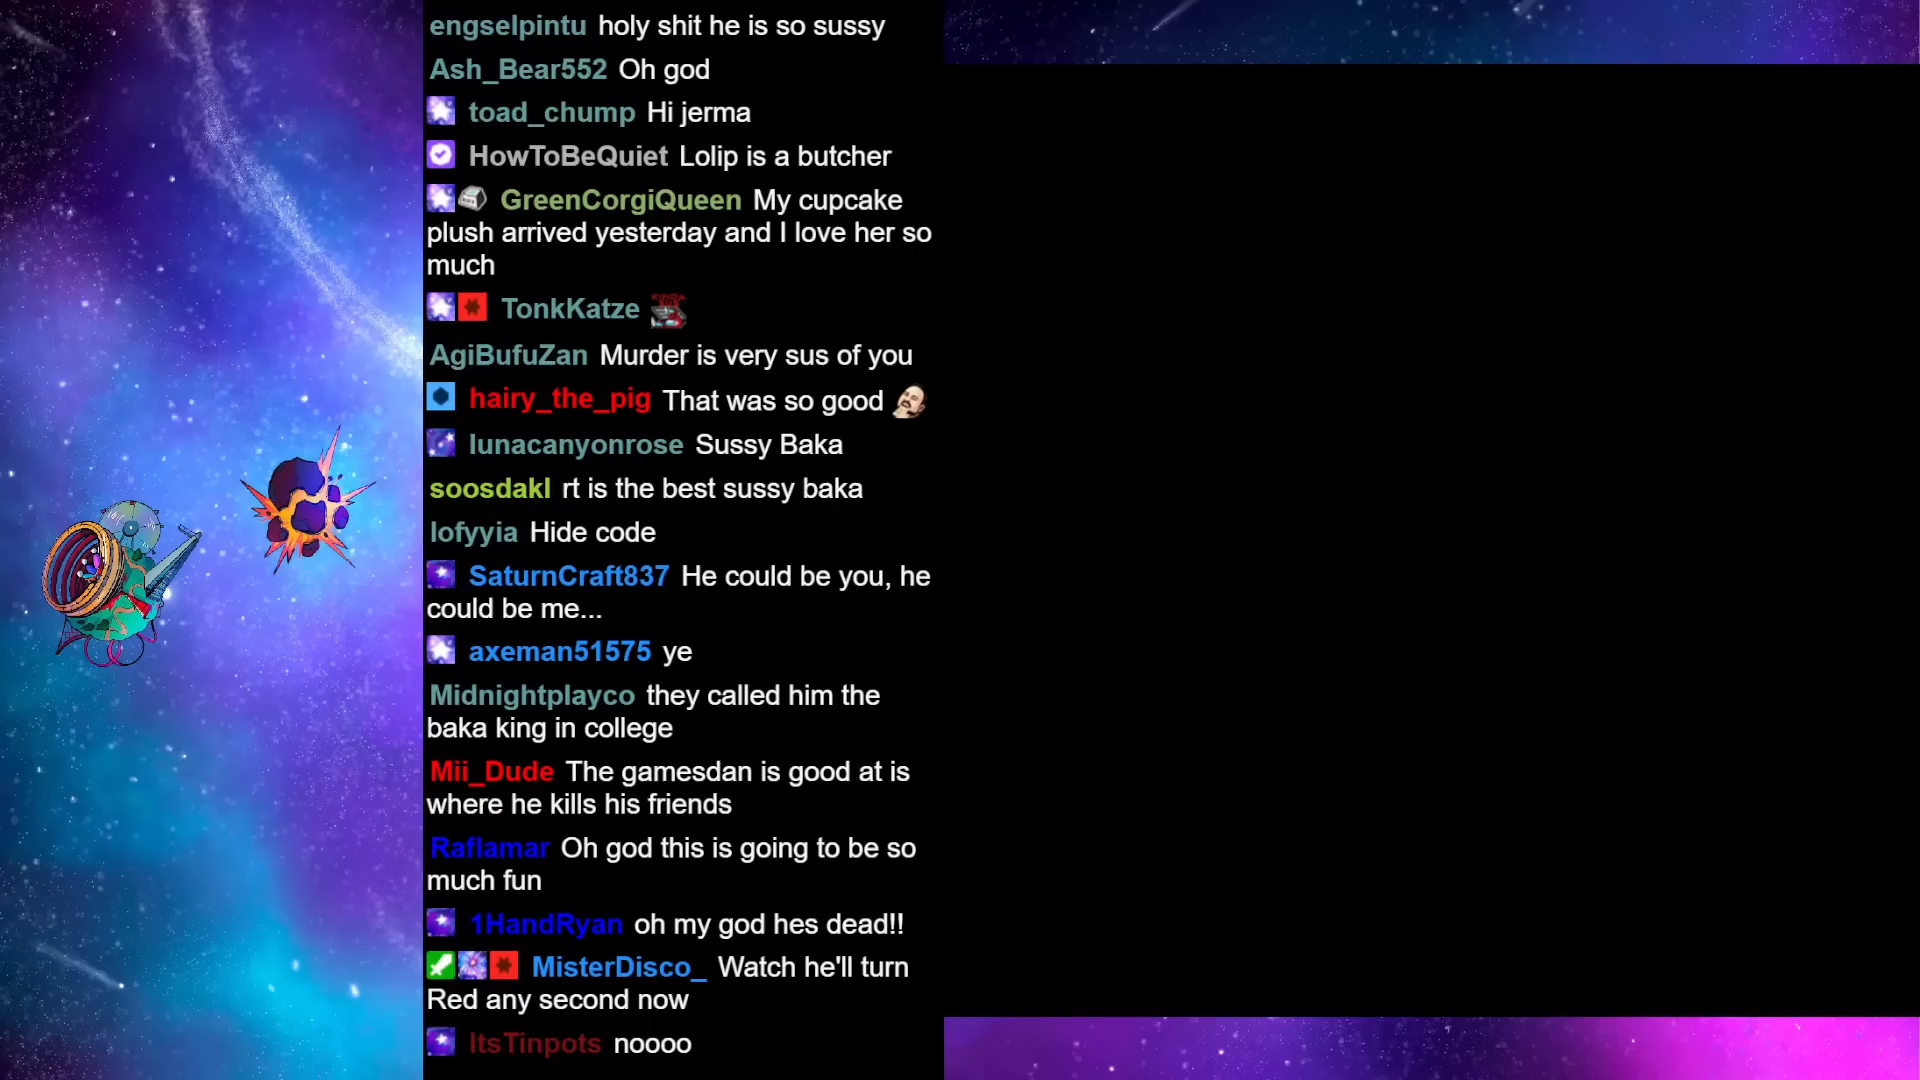 engselpintu holy shit he is so sussy
Ash_Bear552 Oh god
toad_chump Hi jerma
HowToBeQuiet Lolip is a butcher
GreenCorgiQueen My cupcake
plush arrived yesterday and I love her so
much
TonkKatze KINDA SUS
AgiBufuZan Murder is very sus of you
hairy_the_pig That was so good
lunacanyonrose Sussy Baka
soosdakl rt is the best sussy baka
lofyyia Hide code
SaturnCraft837 He could be you, he
could be me...
axeman51575 ye
Midnightplayco they called him the
baka king in college
Mii_Dude The gamesdan is good at is
where he kills his friends
Raflamar Oh god this is going to be so
much fun
1HandRyan oh my god hes dead!!
MisterDisco_ Watch he'll turn
Red any second now
ItsTinpots noooo